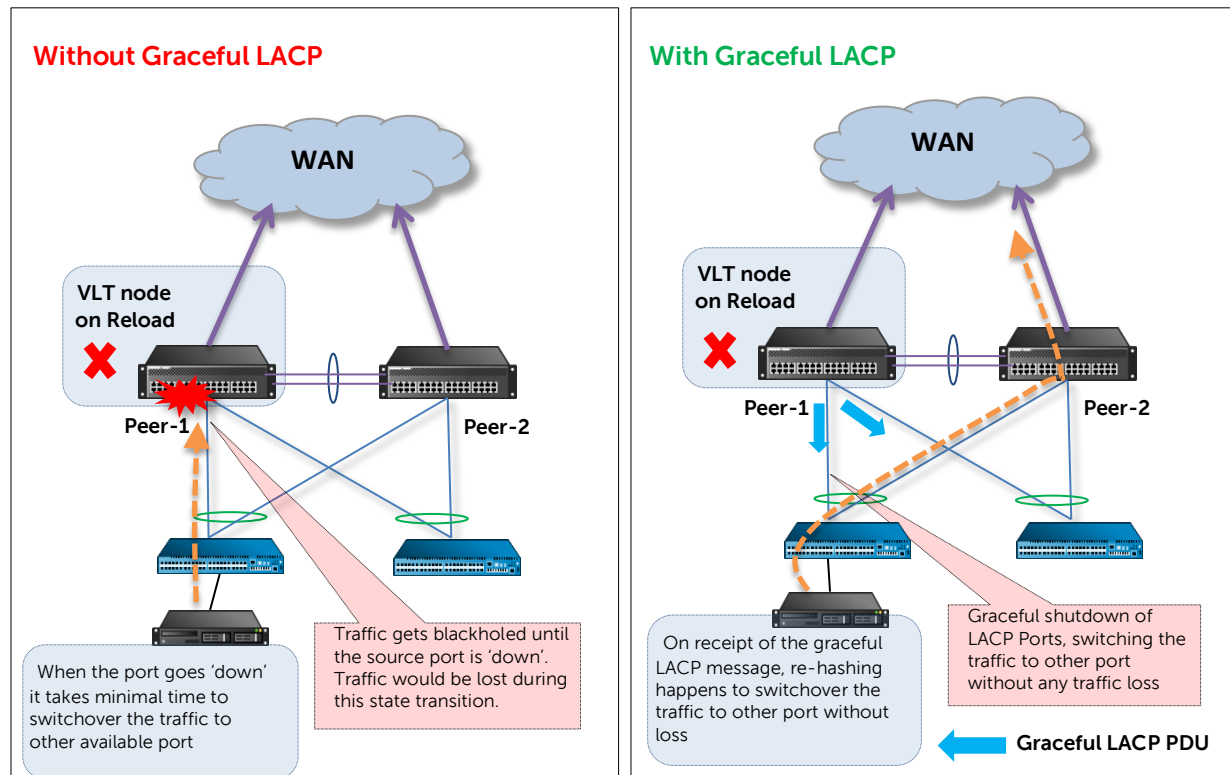 Without Graceful LACP
WAN
VLT node
on Reload
Peer-1
Peer-2
Traffic gets blackholed until
the source port is ‘down’.
Traffic would be lost during
this state transition.
When the port goes ‘down’
it takes minimal time to
switchover the traffic to
other available port
With Graceful LACP
WAN
VLT node
on Reload
Peer-1
Peer-2
Graceful shutdown of
LACP Ports, switching the
traffic to other port
without any traffic loss
On receipt of the graceful
LACP message, re-hashing
happens to switchover the
traffic to other port without
loss
Graceful LACP PDU